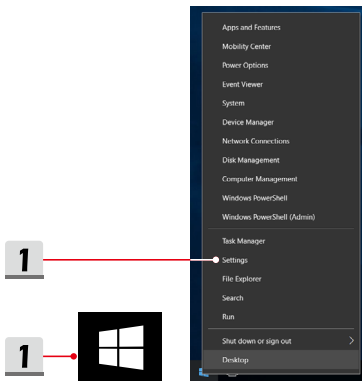 Apps and Features
Mobility Center
Power Options
Event Viewer
System
Device Manager
Network Connections
Disk Management
Computer Management
Windows PowerShell
Windows PowerShell (Admin)
Task Manager
1
Settings
File Explorer
Search
Run
Shut down or sign out
1
Desktop